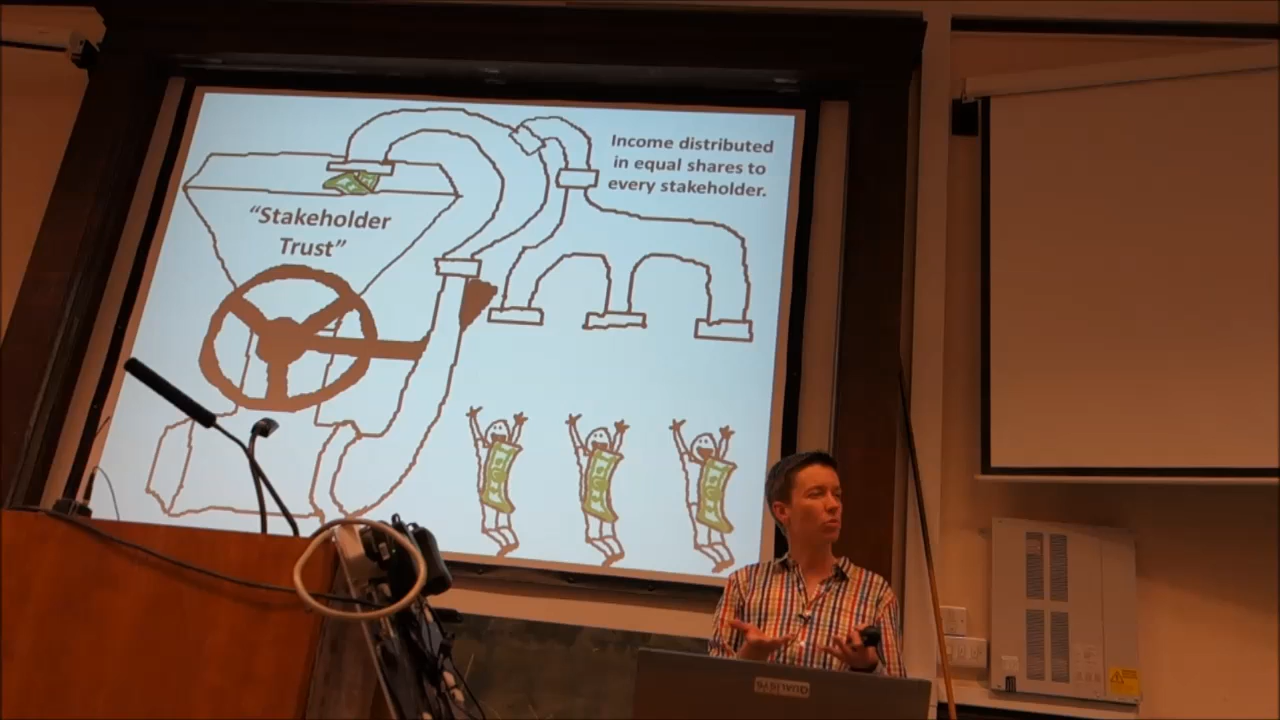 Income distributed
in equal shares to
every stakeholder.
“Stakeholder
Trust”